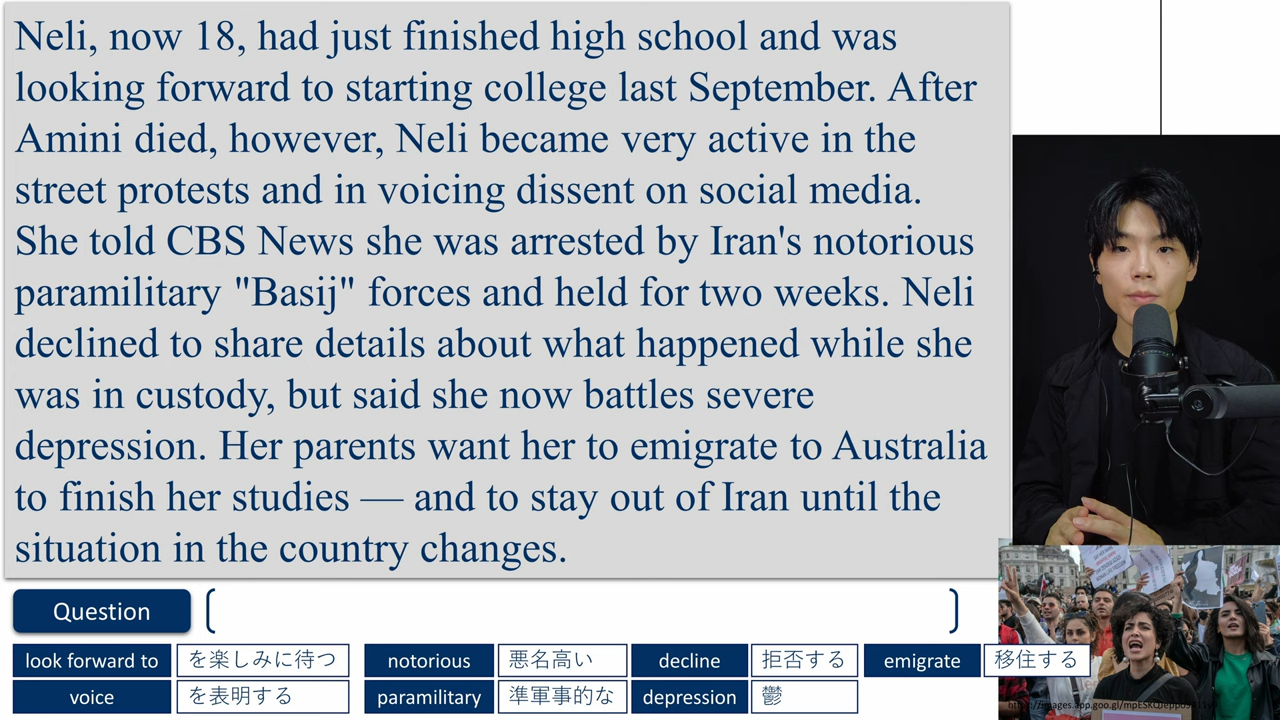 Neli, now 18, had just finished high school and was
looking forward to starting college last September. After
Amini died, however, Neli became very active in the
street protests and in voicing dissent on social media.
She told CBS News she was arrested by Iran's notorious
paramilitary "Basij" forces and held for two weeks. Neli
declined to share details about what happened while she
was in custody, but said she now battles severe
depression. Her parents want her to emigrate to Australia
to finish her studies — and to stay out of Iran until the
situation in the country changes.
Question
look forward to を楽しみに待つ notorious 悪名高い decline 拒否する emigrate 移住する
voice を表明する paramilitary 準軍事的な depression 鬱